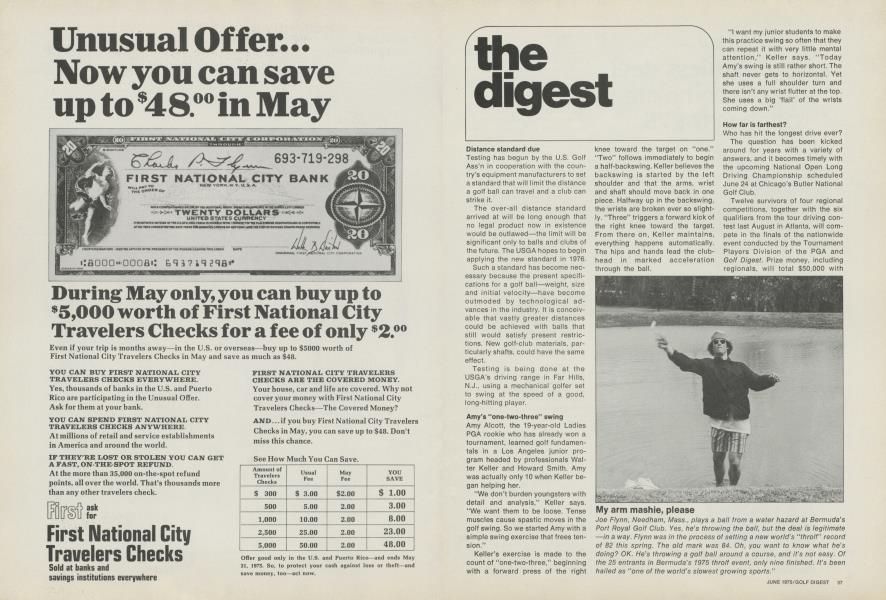 Unusual Offer...
Now you can save
up to $48.00 in May
FIRST NATIONAL CITY CORPORATION
20
20
693-719-298
FIRST NATIONAL CITY BANK
NEW YORK, N.Y., U.S.A.
WILL PAY TO
THE ORDER OF
20
TWENTY DOLLARS
UNITED STATES CURRENCY
20
⑆8000⑈0008⑆ 693719298⑈
During May only, you can buy up to
$5,000 worth of First National City
Travelers Checks for a fee of only $2.00
Even if your trip is months away—in the U.S. or overseas—buy up to $5000 worth of
First National City Travelers Checks in May and save as much as $48.
YOU CAN BUY FIRST NATIONAL CITY
TRAVELERS CHECKS EVERYWHERE.
Yes, thousands of banks in the U.S. and Puerto
Rico are participating in the Unusual Offer.
Ask for them at your bank.
YOU CAN SPEND FIRST NATIONAL CITY
TRAVELERS CHECKS ANYWHERE.
At millions of retail and service establishments
in America and around the world.
IF THEY'RE LOST OR STOLEN YOU CAN GET
A FAST, ON-THE-SPOT REFUND.
At the more than 35,000 on-the-spot refund
points, all over the world. That's thousands more
than any other travelers check.
First ask
for
First National City
Travelers Checks
Sold at banks and
savings institutions everywhere
FIRST NATIONAL CITY TRAVELERS
CHECKS ARE THE COVERED MONEY.
Your house, car and life are covered. Why not
cover your money with First National City
Travelers Checks—The Covered Money?
AND...if you buy First National City Travelers
Checks in May, you can save up to $48. Don't
miss this chance.
See How Much You Can Save.
Amount of Travelers Checks | Usual Fee | May Fee | YOU SAVE
$ 300 | $ 3.00 | $2.00 | $ 1.00
500 | 5.00 | 2.00 | 3.00
1,000 | 10.00 | 2.00 | 8.00
2,500 | 25.00 | 2.00 | 23.00
5,000 | 50.00 | 2.00 | 48.00
Offer good only in the U.S. and Puerto Rico—and ends May
31, 1975. So, to protect your cash against loss or theft—and
save money, too—act now.
the
digest
Distance standard due
Testing has begun by the U.S. Golf
Ass'n in cooperation with the coun-
try's equipment manufacturers to set
a standard that will limit the distance
a golf ball can travel and a club can
strike it.
The over-all distance standard
arrived at will be long enough that
no legal product now in existence
would be outlawed—the limit will be
significant only to balls and clubs of
the future. The USGA hopes to begin
applying the new standard in 1976.
Such a standard has become nec-
essary because the present specifi-
cations for a golf ball—weight, size
and initial velocity—have become
outmoded by technological ad-
vances in the industry. It is conceiv-
able that vastly greater distances
could be achieved with balls that
still would satisfy present restric-
tions. New golf-club materials, par-
ticularly shafts, could have the same
effect.
Testing is being done at the
USGA's driving range in Far Hills,
N.J., using a mechanical golfer set
to swing at the speed of a good,
long-hitting player.
Amy's "one-two-three" swing
Amy Alcott, the 19-year-old Ladies
PGA rookie who has already won a
tournament, learned golf fundamen-
tals in a Los Angeles junior pro-
gram headed by professionals Wal-
ter Keller and Howard Smith. Amy
was actually only 10 when Keller be-
gan helping her.
"We don't burden youngsters with
detail and analysis," Keller says.
"We want them to be loose. Tense
muscles cause spastic moves in the
golf swing. So we started Amy with a
simple swing exercise that frees ten-
sion."
Keller's exercise is made to the
count of "one-two-three," beginning
with a forward press of the right
knee toward the target on "one."
"Two" follows immediately to begin
a half-backswing. Keller believes the
backswing is started by the left
shoulder and that the arms, wrist
and shaft should move back in one
piece. Halfway up in the backswing,
the wrists are broken ever so slight-
ly. "Three" triggers a forward kick of
the right knee toward the target.
From there on, Keller maintains,
everything happens automatically.
The hips and hands lead the club-
head in marked acceleration
through the ball.
"I want my junior students to make
this practice swing so often that they
can repeat it with very little mental
attention," Keller says. "Today
Amy's swing is still rather short. The
shaft never gets to horizontal. Yet
she uses a full shoulder turn and
there isn't any wrist flutter at the top.
She uses a big 'flail' of the wrists
coming down."
How far is farthest?
Who has hit the longest drive ever?
The question has been kicked
around for years with a variety of
answers, and it becomes timely with
the upcoming National Open Long
Driving Championship scheduled
June 24 at Chicago's Butler National
Golf Club.
Twelve survivors of four regional
competitions, together with the six
qualifiers from the tour driving con-
test last August in Atlanta, will com-
pete in the finals of the nationwide
event conducted by the Tournament
Players Division of the PGA and
Golf Digest. Prize money, including
regionals, will total $50,000 with
My arm mashie, please
Joe Flynn, Needham, Mass., plays a ball from a water hazard at Bermuda's
Port Royal Golf Club. Yes, he's throwing the ball, but the deal is legitimate
—in a way. Flynn was in the process of setting a new world's "throlf" record
of 82 this spring. The old mark was 84. Oh, you want to know what he's
doing? OK. He's throwing a golf ball around a course, and it's not easy. Of
the 25 entrants in Bermuda's 1975 throlf event, only nine finished. It's been
hailed as "one of the world's slowest growing sports."
JUNE 1975/GOLF DIGEST 37